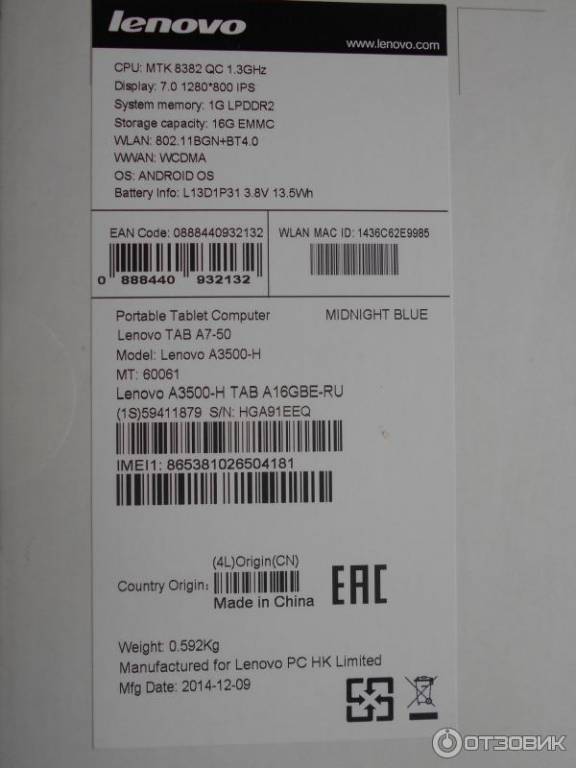 lenovo
www.lenovo.com
CPU: MTK 8382 QC 1.3GHz
Display: 7.0 1280*800 IPS
System memory: 1G LPDDR2
Storage capacity: 16G EMMC
WLAN: 802.11BGN+BT4.0
WWAN: WCDMA
OS: ANDROID OS
Battery Info: L13D1P31 3.8V 13.5Wh
EAN Code: 0888440932132
WLAN MAC ID: 1436C62E9985
0 888440 932132
Portable Tablet Computer MIDNIGHT BLUE
Lenovo TAB A7-50
Model: Lenovo A3500-H
MT: 60061
Lenovo A3500-H TAB A16GBE-RU
(1S)59411879 S/N: HGA91EEQ
IMEI1: 865381026504181
(4L)Origin(CN)
Country Origin:
Made in China
EAC
Weight: 0.592Kg
Manufactured for Lenovo PC HK Limited
Mfg Date: 2014-12-09
ОТЗОВИК